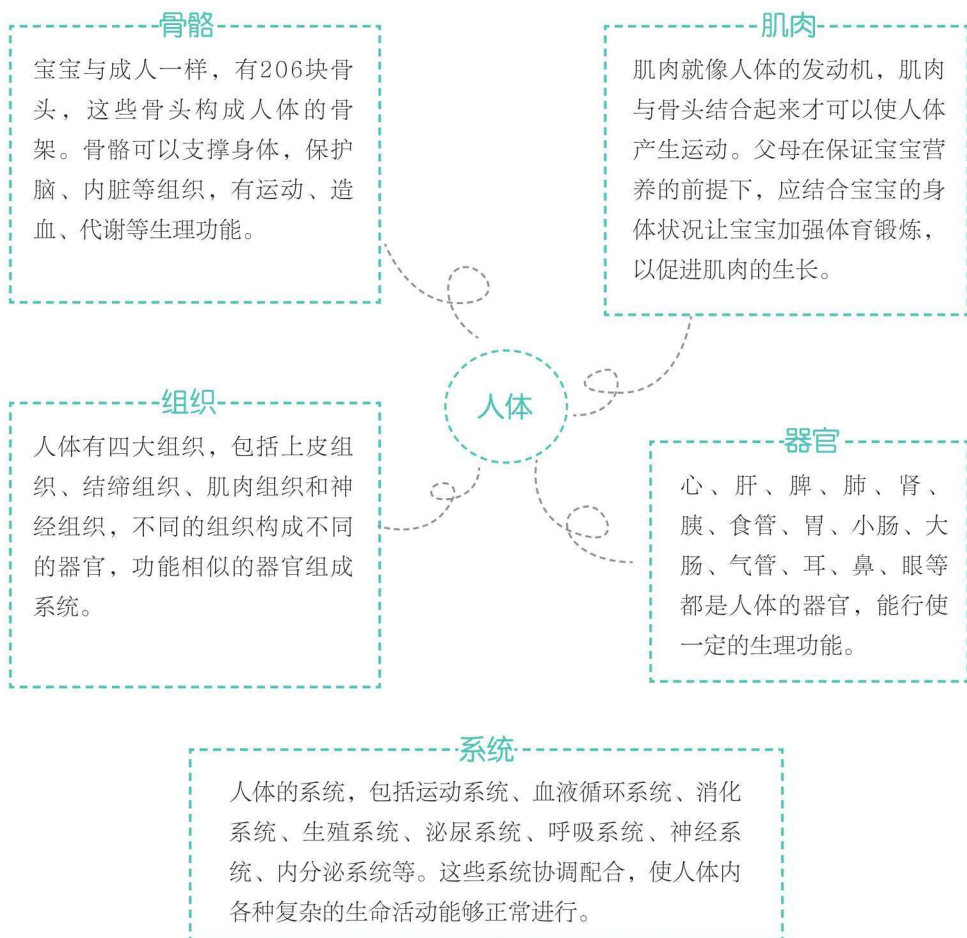 骨骼
宝宝与成人一样，有206块骨
头，这些骨头构成人体的骨
架。骨骼可以支撑身体，保护
脑、内脏等组织，有运动、造
血、代谢等生理功能。
肌肉
肌肉就像人体的发动机，肌肉
与骨头结合起来才可以使人体
产生运动。父母在保证宝宝营
养的前提下，应结合宝宝的身
体状况让宝宝加强体育锻炼，
以促进肌肉的生长。
人体
组织
人体有四大组织，包括上皮组
织、结缔组织、肌肉组织和神
经组织，不同的组织构成不同
的器官，功能相似的器官组成
系统。
器官
心、肝、脾、肺、肾、
胰、食管、胃、小肠、大
肠、气管、耳、鼻、眼等
都是人体的器官，能行使
一定的生理功能。
系统
人体的系统，包括运动系统、血液循环系统、消化
系统、生殖系统、泌尿系统、呼吸系统、神经系
统、内分泌系统等。这些系统协调配合，使人体内
各种复杂的生命活动能够正常进行。